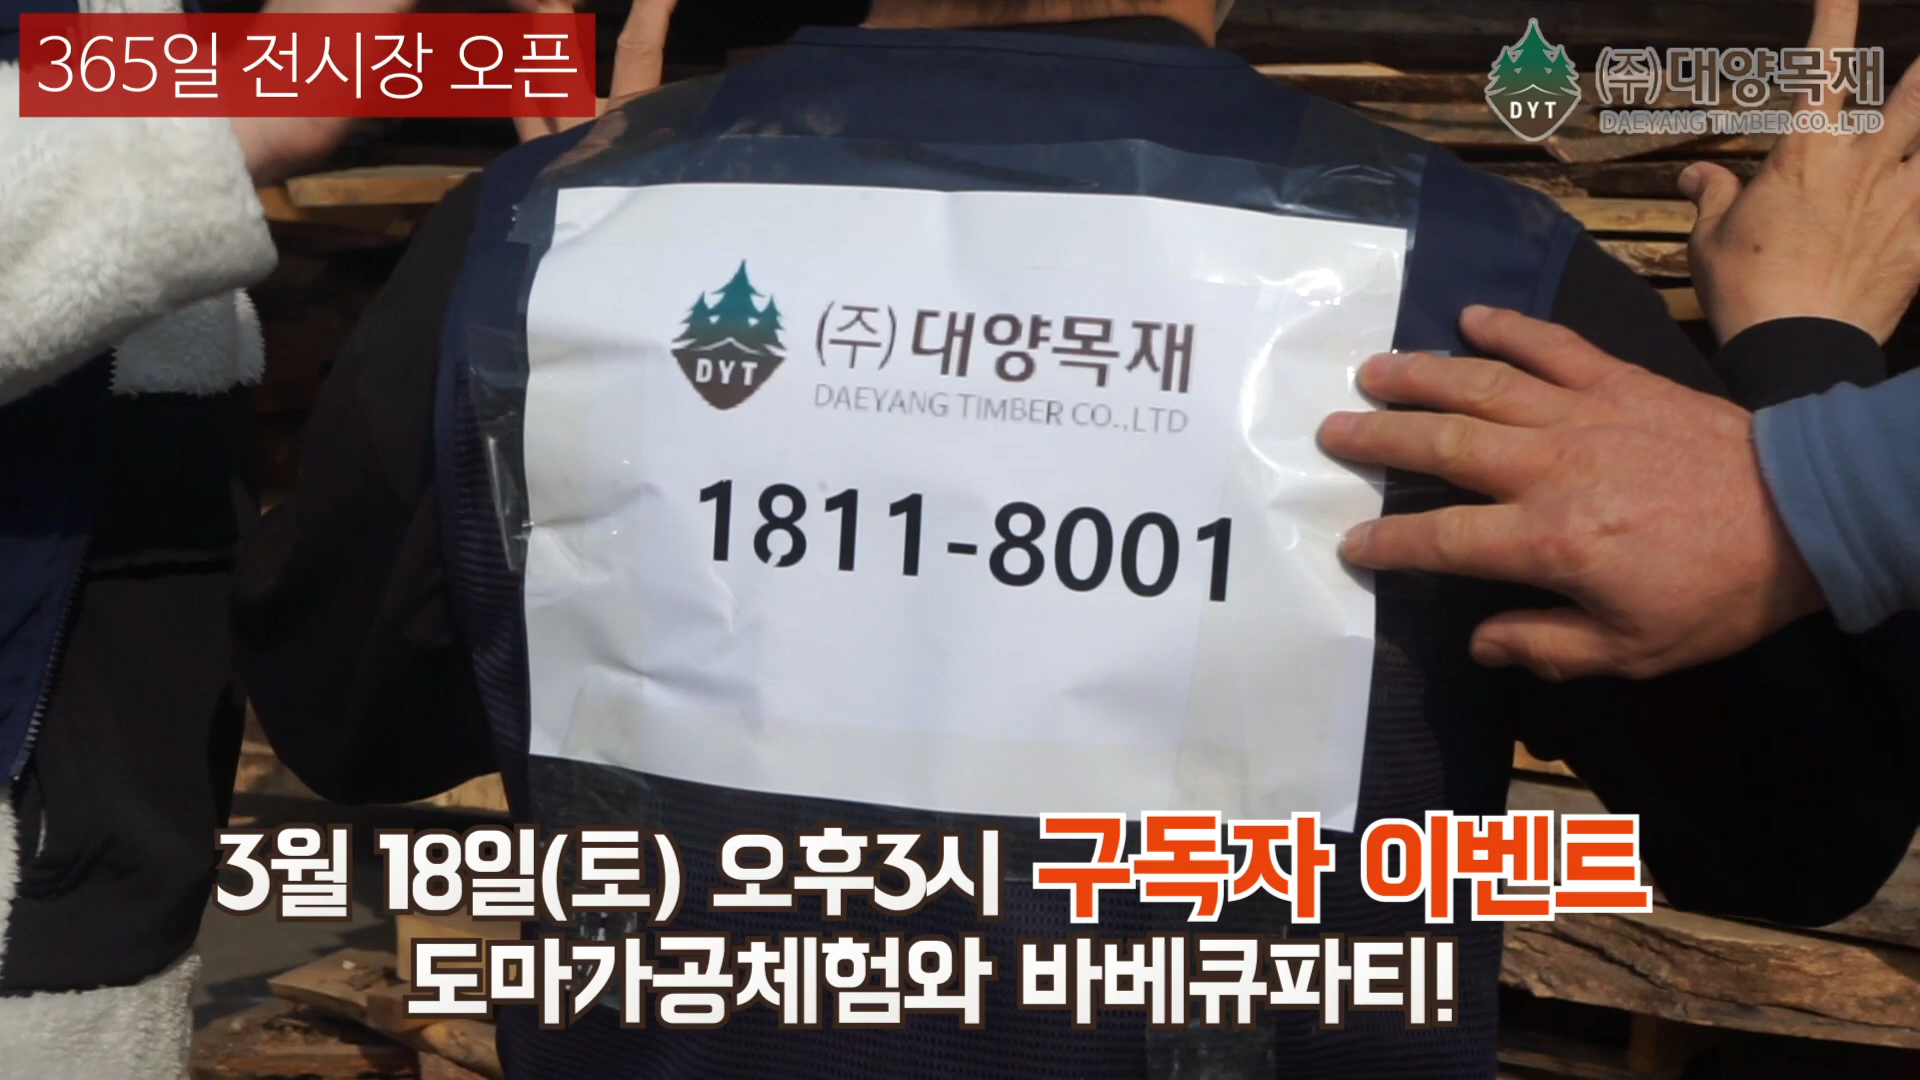 365일 전시장 오픈
DYT
(주)대양목재
DAEYANG TIMBER CO.,LTD
DYT
(주)대양목재
DAEYANG TIMBER CO.,LTD
1811-8001
3월 18일(토) 오후3시 구독자 이벤트
도마가공체험와 바베큐파티!